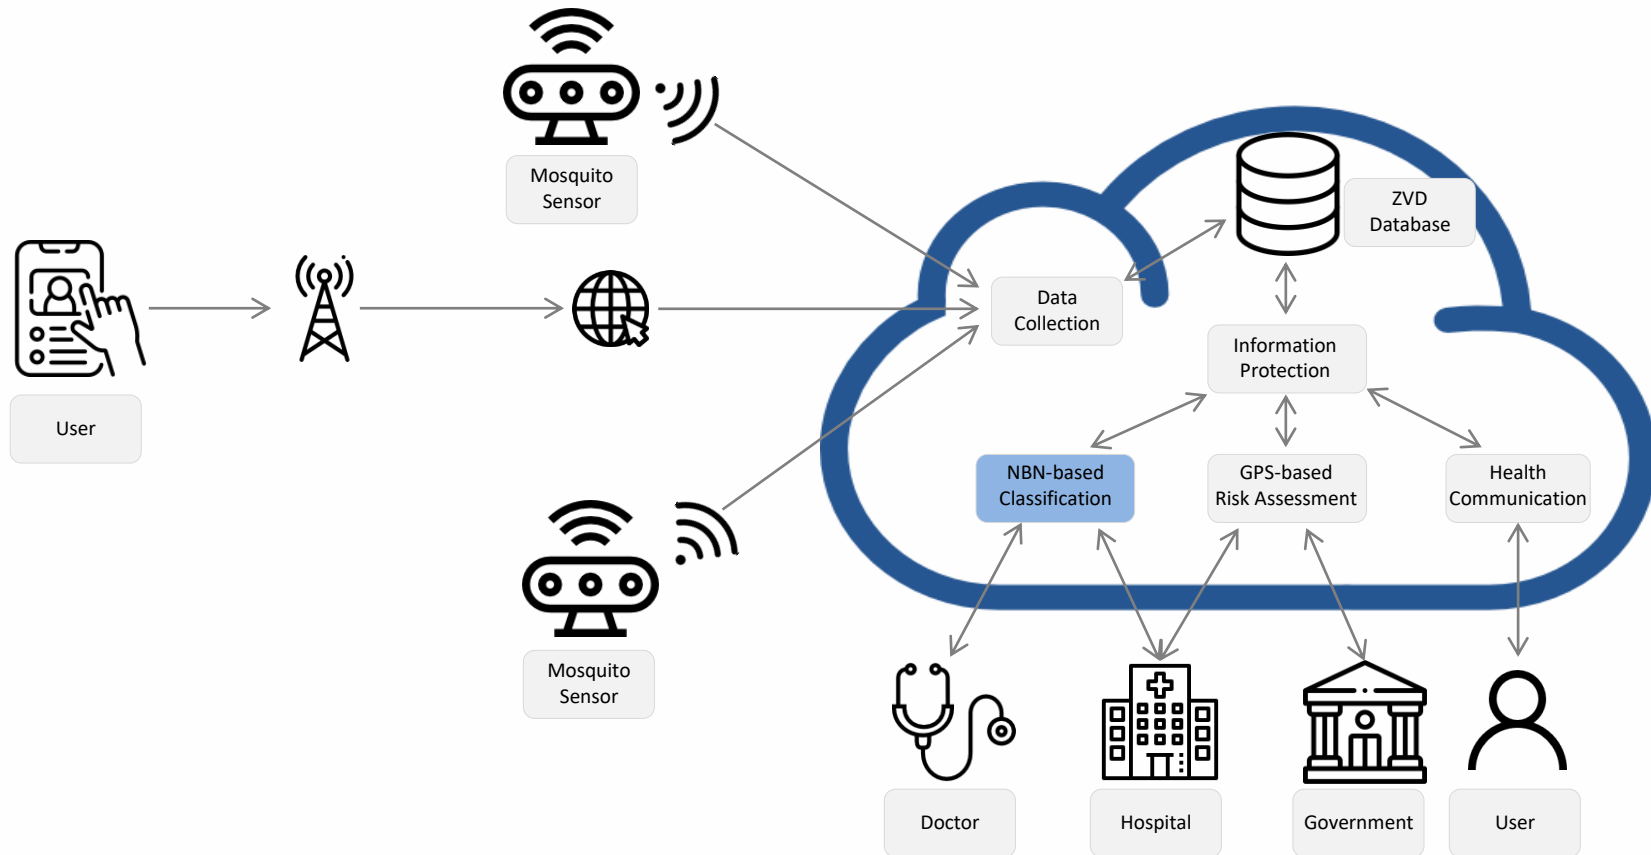 Mosquito
Sensor
ZVD
Database
Data
Collection
Information
Protection
User
NBN-based
Classification
GPS-based
Risk Assessment
Health
Communication
Mosquito
Sensor
Doctor
Hospital
Government
User